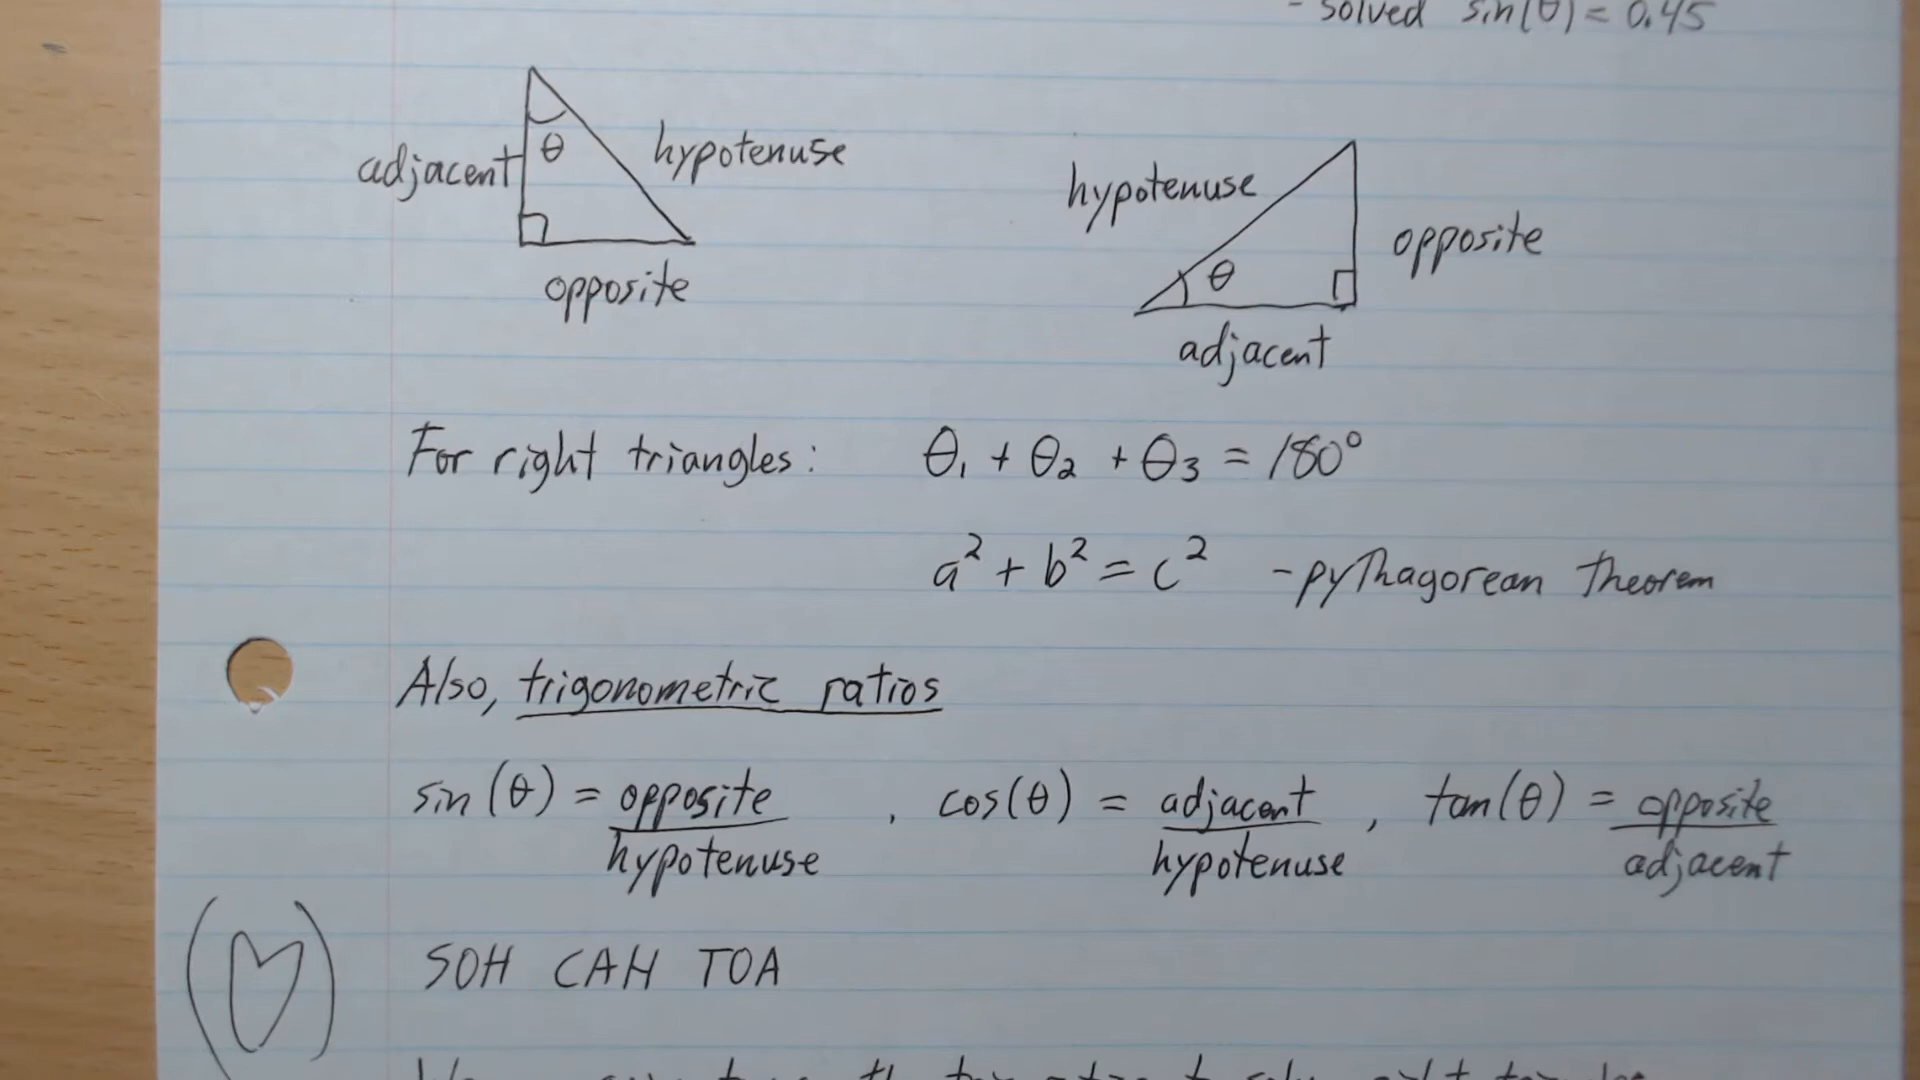 - solved sin(θ) = 0.45
adjacent θ hypotenuse
opposite
hypotenuse θ opposite
adjacent
For right triangles: θ₁ + θ₂ + θ₃ = 180°
a² + b² = c² - pythagorean theorem
Also, trigonometric ratios
sin(θ) = opposite/hypotenuse , cos(θ) = adjacent/hypotenuse , tan(θ) = opposite/adjacent
SOH CAH TOA